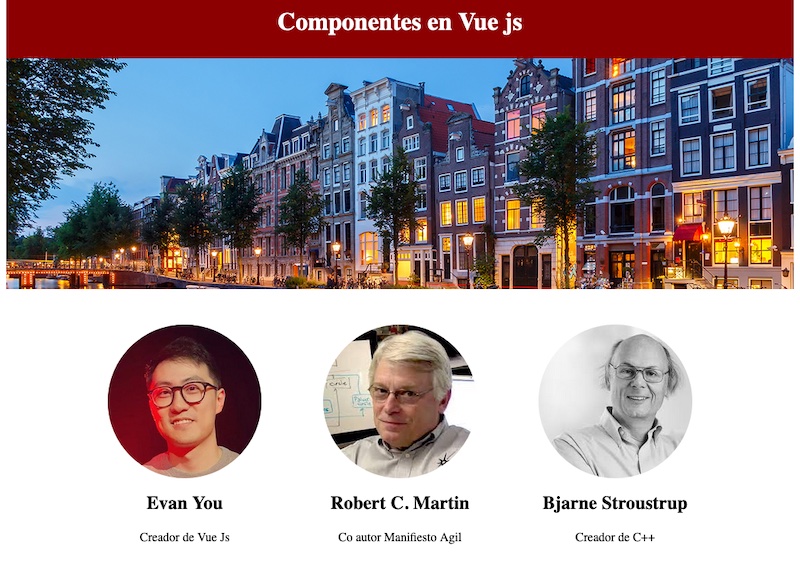 Componentes en Vue js
Evan You
Robert C. Martin
Bjarne Stroustrup
Creador de Vue Js
Co autor Manifiesto Agil
Creador de C++